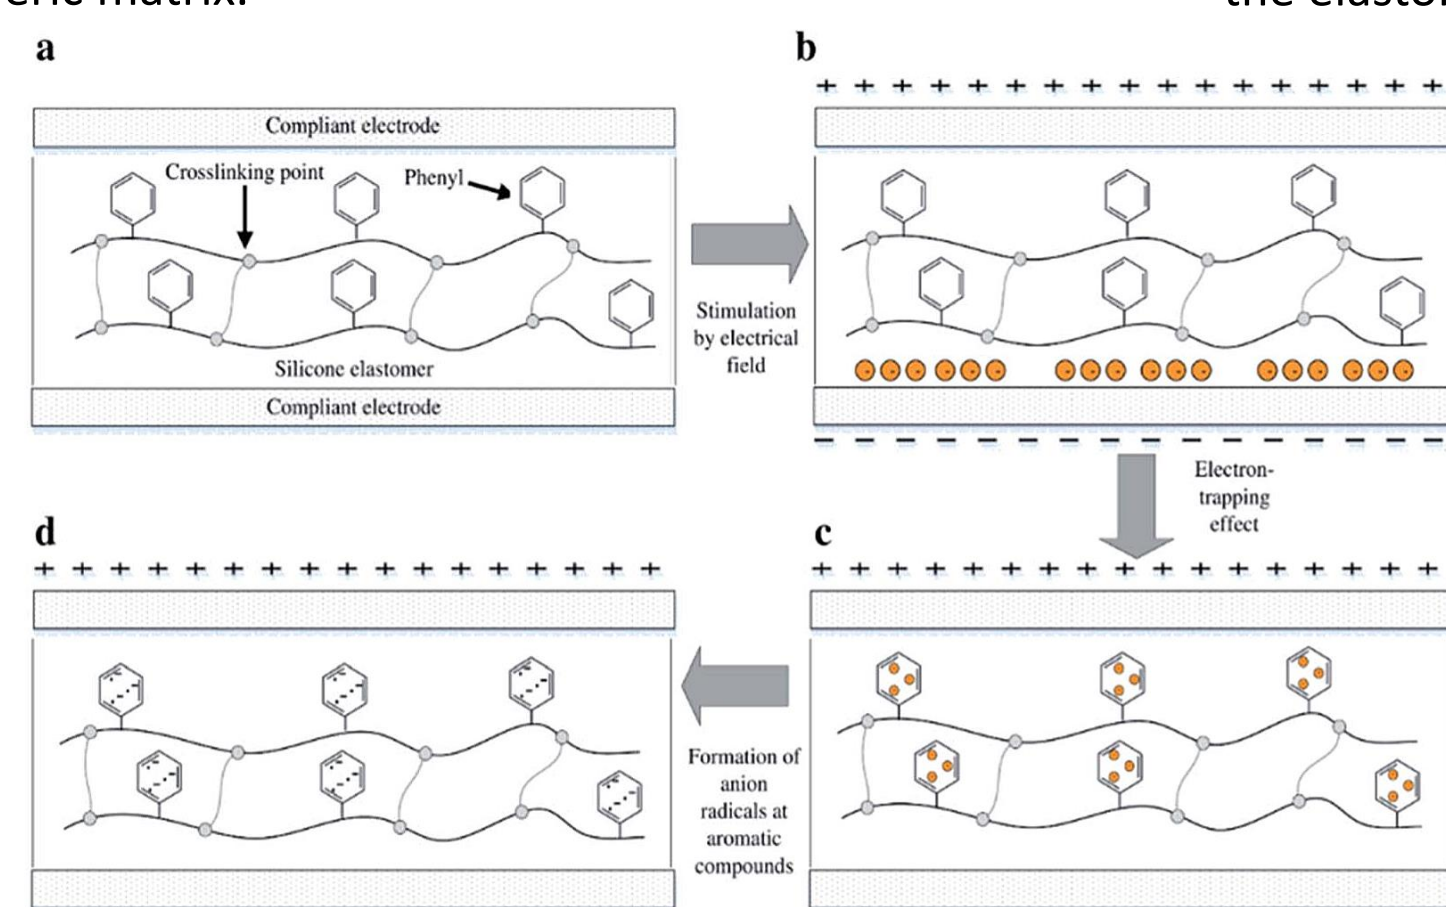 a
Compliant electrode
Crosslinking point
Phenyl
Silicone elastomer
Compliant electrode
Stimulation
by electrical
field
b
+ + + + + + + + + + + + + + + + +
− − − − − − − − − − − − − − − −
Electron-
trapping
effect
c
+ + + + + + + + + + + + + + + + +
Formation of
anion
radicals at
aromatic
compounds
d
+ + + + + + + + + + + + + + + + +